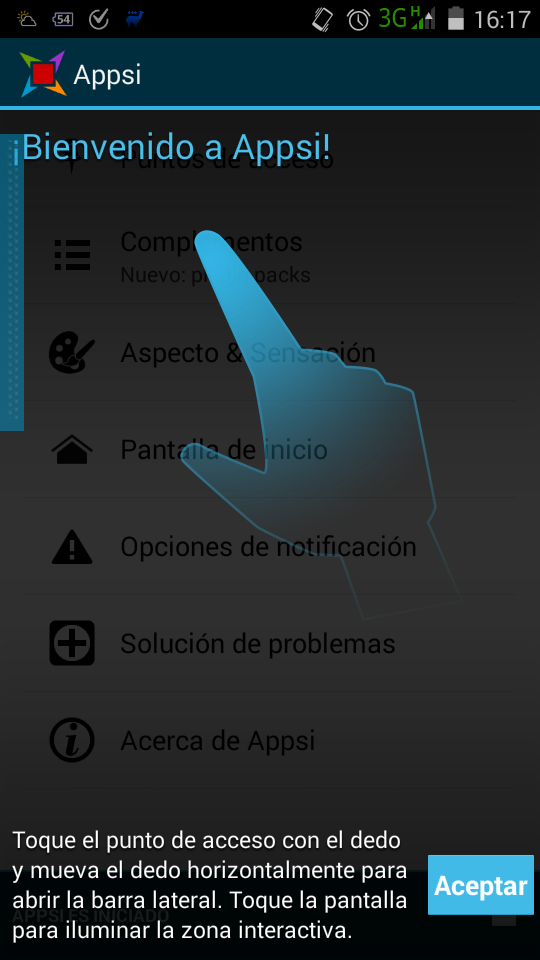 54
3G H
16:17
Appsi
¡Bienvenido a Appsi!
Puntos de acceso
Complementos
Nuevo: packs
Aspecto & Sensación
Pantalla de inicio
Opciones de notificación
Solución de problemas
Acerca de Appsi
Toque el punto de acceso con el dedo
y mueva el dedo horizontalmente para
abrir la barra lateral. Toque la pantalla
para iluminar la zona interactiva.
Aceptar
APPSI ES INICIADO